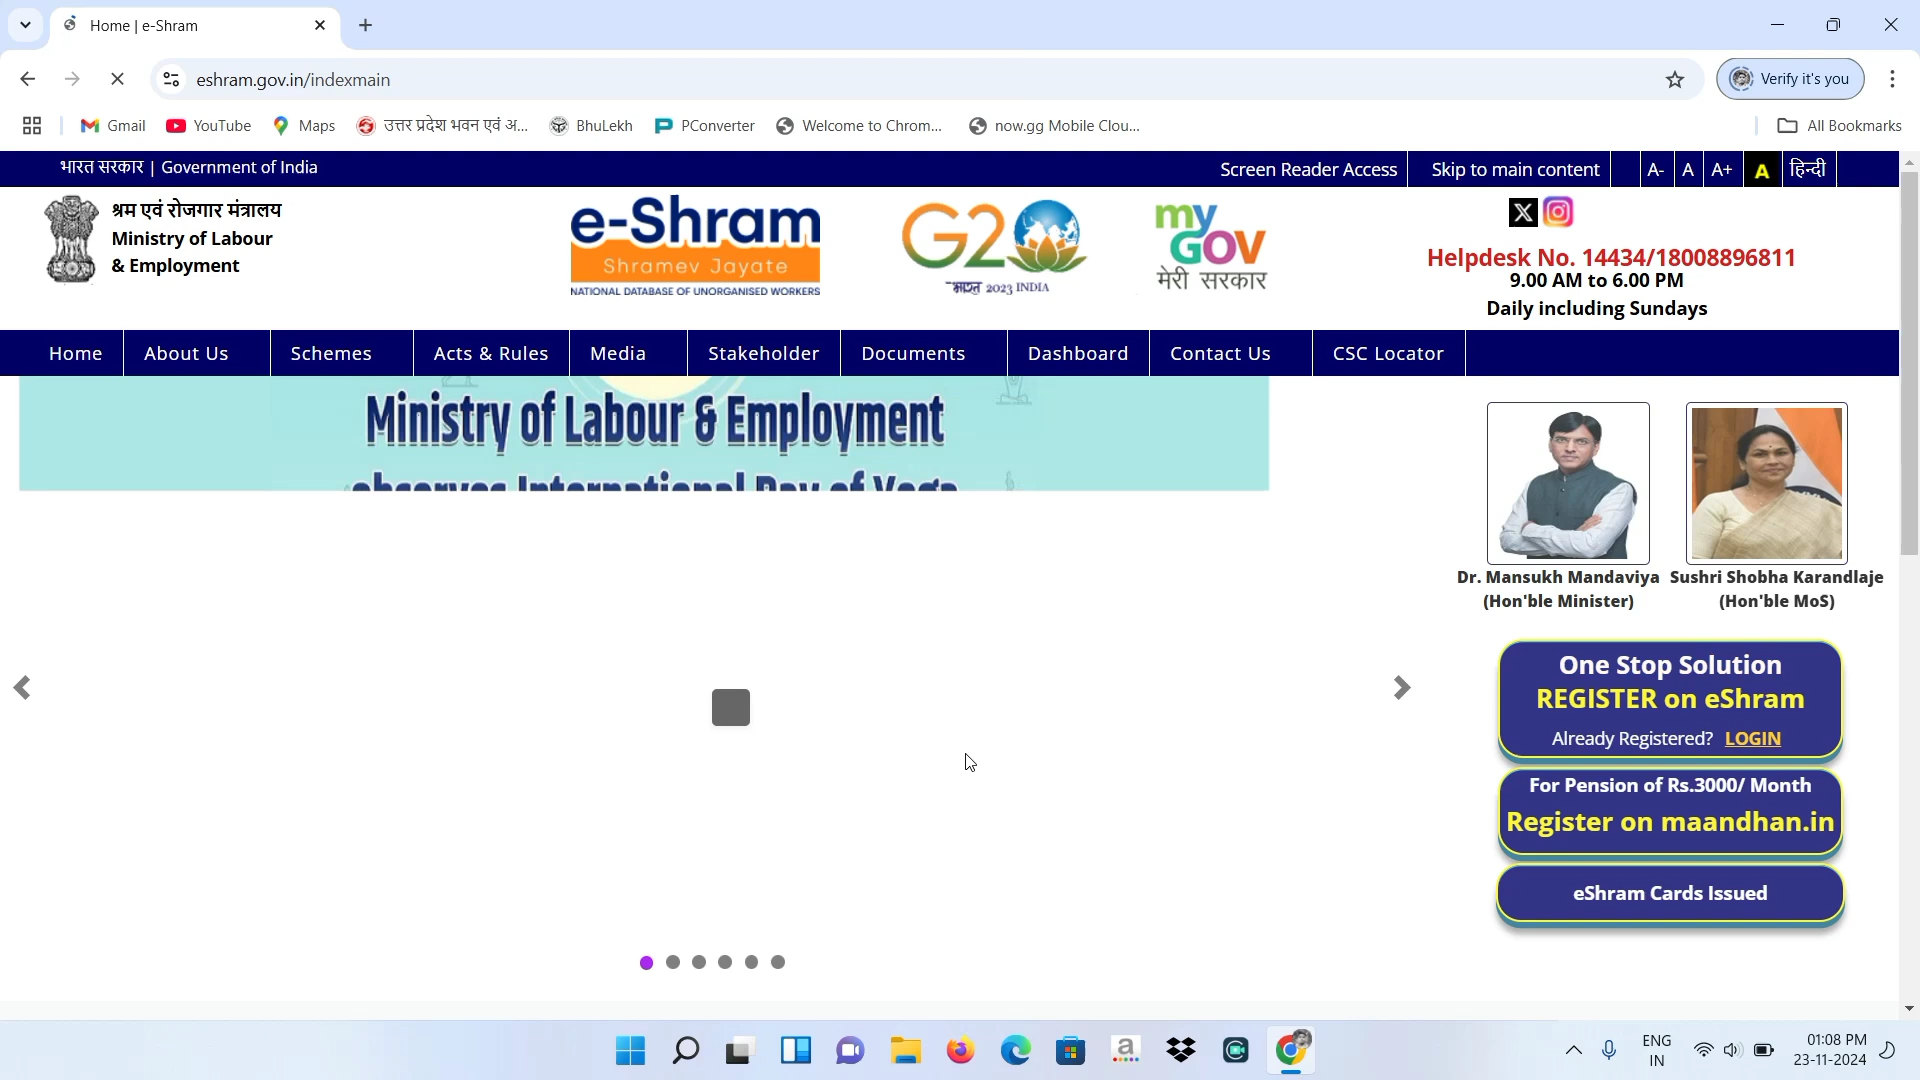 Home | e-Shram
eshram.gov.in/indexmain
Verify it's you
Gmail
YouTube
Maps
उत्तर प्रदेश भवन एवं अ...
BhuLekh
PConverter
Welcome to Chrom...
now.gg Mobile Clou...
All Bookmarks
भारत सरकार | Government of India
Screen Reader Access
Skip to main content
A-
A
A+
A
हिन्दी
श्रम एवं रोजगार मंत्रालय
Ministry of Labour
& Employment
e-Shram
Shramev Jayate
NATIONAL DATABASE OF UNORGANISED WORKERS
G20
भारत 2023 INDIA
my
GOV
मेरी सरकार
Helpdesk No. 14434/18008896811
9.00 AM to 6.00 PM
Daily including Sundays
Home
About Us
Schemes
Acts & Rules
Media
Stakeholder
Documents
Dashboard
Contact Us
CSC Locator
Ministry of Labour & Employment
observes International Day of Yoga
Dr. Mansukh Mandaviya
(Hon'ble Minister)
Sushri Shobha Karandlaje
(Hon'ble MoS)
One Stop Solution
REGISTER on eShram
Already Registered? LOGIN
For Pension of Rs.3000/ Month
Register on maandhan.in
eShram Cards Issued
ENG
IN
01:08 PM
23-11-2024